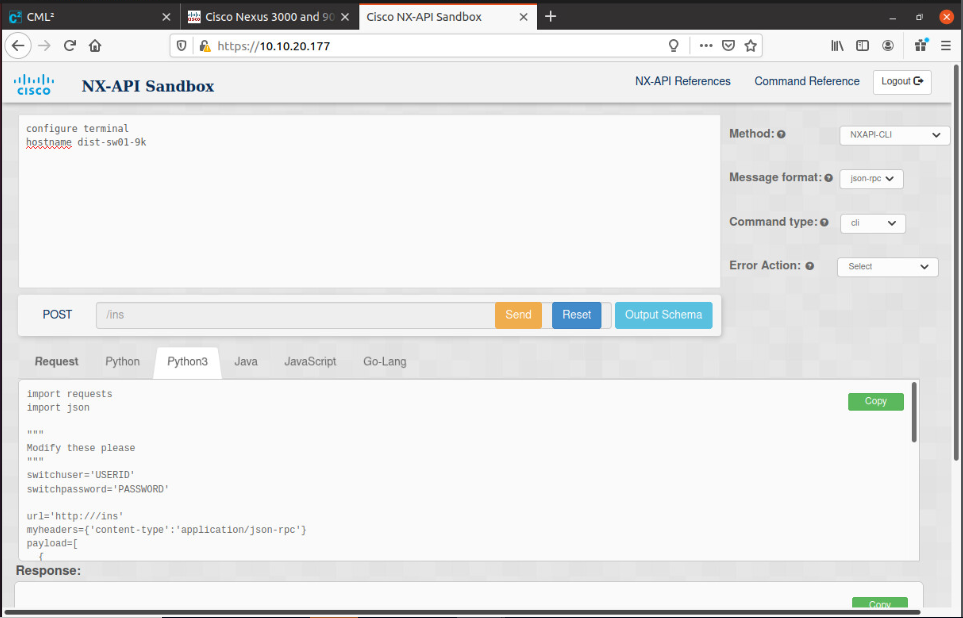 CML²
Cisco Nexus 3000 and 90
Cisco NX-API Sandbox
https://10.10.20.177
CISCO
NX-API Sandbox
NX-API References
Command Reference
Logout
configure terminal
hostname dist-sw01-9k
Method:
NXAPI-CLI
Message format:
json-rpc
Command type:
cli
Error Action:
Select
POST
/ins
Send
Reset
Output Schema
Request
Python
Python3
Java
JavaScript
Go-Lang
Copy
import requests
import json
"""
Modify these please
"""
switchuser='USERID'
switchpassword='PASSWORD'
url='http:///ins'
myheaders={'content-type':'application/json-rpc'}
payload=[
{
Response:
Copy